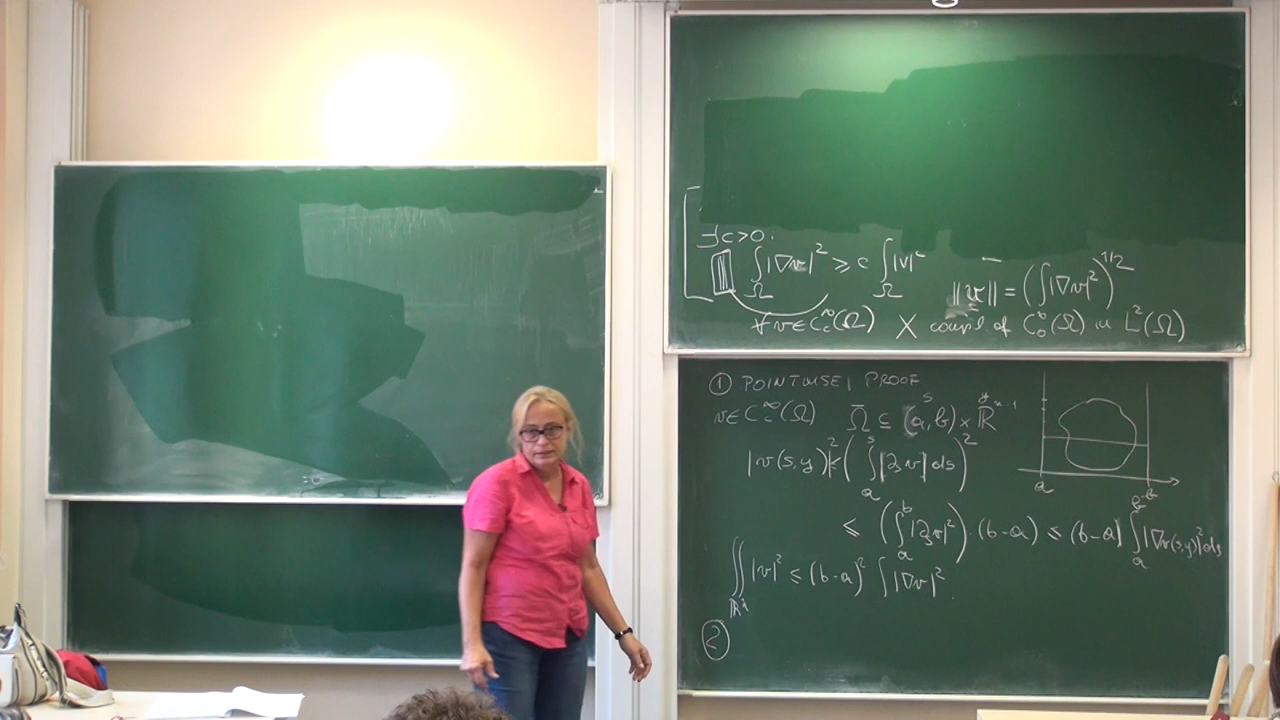 ∃ c>0.
∫_Ω |∇v|² ≥ c ∫_Ω |v|²
‖v‖ = (∫|∇v|²)^{1/2}
∀ v∈C_c^∞(Ω) X of C_0^∞(Ω) in L²(Ω)
① POINTWISE PROOF
v∈C_c^∞(Ω) Ω̄ ⊆ (a,b)×ℝ^{n-1}
s y
|v(s,y)|² ≤ (∫_a^s |∂_s v| ds)²
a b
≤ (∫_a^b |∂_s v|²)·(b-a) ≤ (b-a) ∫_a^b |∇v(s,y)|² ds
∫∫ |v|² ≤ (b-a)² ∫|∇v|².
②